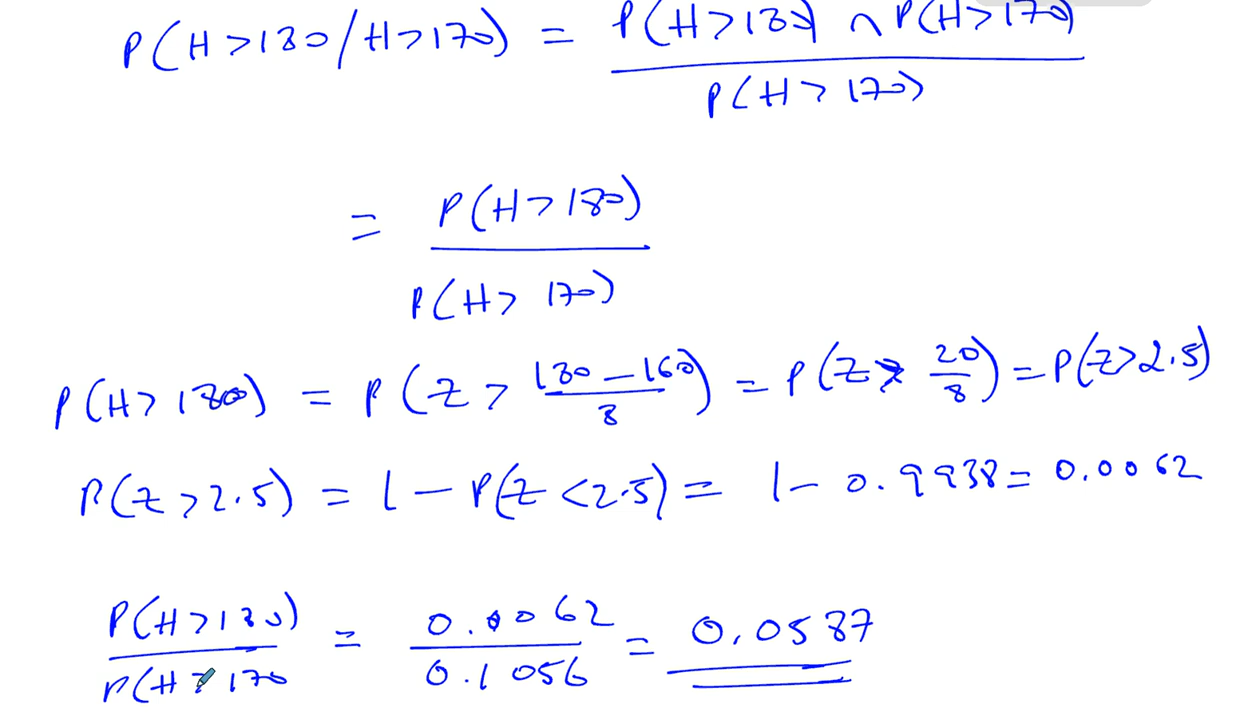 P(H>180/H>170) = P(H>180) ∩ P(H>170)
P(H>170)
= P(H>180)
P(H> 170)
P(H>180) = P(Z > 180-160 / 8) = P(Z > 20/8) = P(Z>2.5)
P(Z>2.5) = 1 - P(Z<2.5) = 1 - 0.9938 = 0.0062
P(H>180) / P(H>170 = 0.0062 / 0.1056 = 0.0587